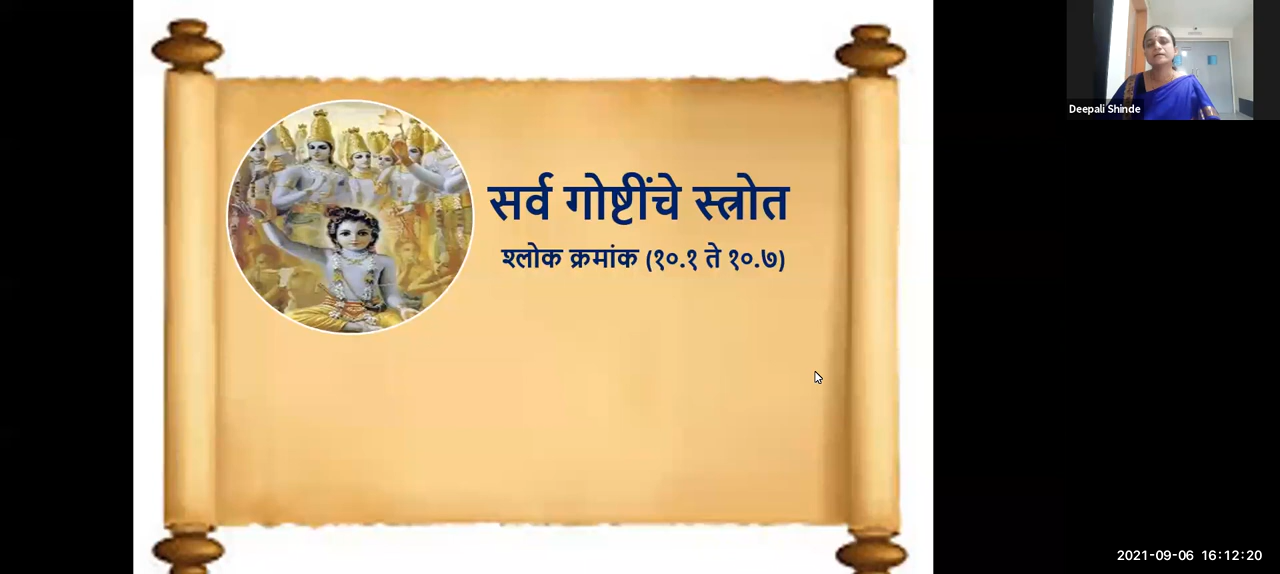 सर्व गोष्टींचे स्त्रोत
श्लोक क्रमांक (१०.१ ते १०.७)
Deepali Shinde
2021-09-06 16:12:20